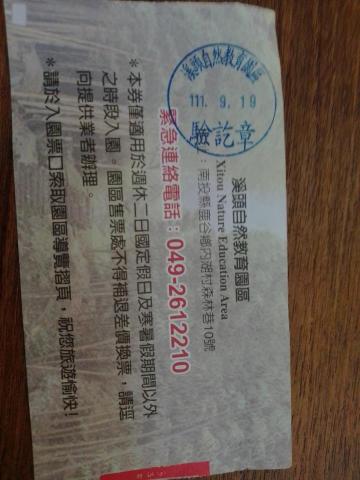 溪頭自然教育園區
111. 9. 19
驗訖章
溪頭自然教育園區
Xitou Nature Education Area
：南投縣鹿谷鄉內湖村森林巷10號
緊急連絡電話：049-2612210
*本券僅適用於週休二日國定假日及寒暑假期間以外
之時段入園。園區售票處不得補退差價換票，請逕
向提供業者辦理。
*請於入園票口索取園區導覽摺頁，祝您旅遊愉快!